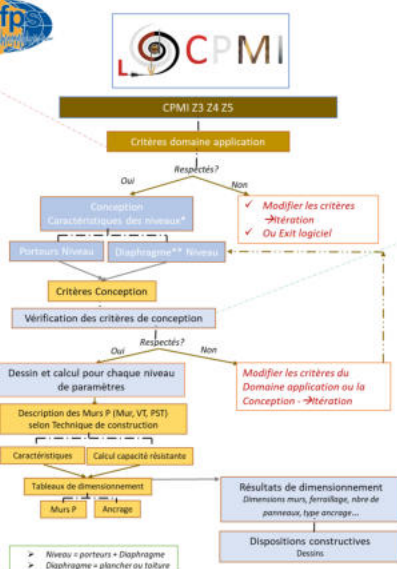 fps
LOCPMI
CPMI Z3 Z4 Z5
Critères domaine application
Respectés?
Oui
Non
Conception
Caractéristiques des niveaux*
✓ Modifier les critères
→itération
✓ Ou Exit logiciel
Porteurs Niveau
Diaphragme** Niveau
Critères Conception
Vérification des critères de conception
Respectés?
Oui
Non
Dessin et calcul pour chaque niveau
de paramètres
Modifier les critères du
Domaine application ou la
Conception - →Itération
Description des Murs P (Mur, VT, PST)
selon Technique de construction
Caractéristiques
Calcul capacité résistante
Tableaux de dimensionnement
Murs P
Ancrage
Résultats de dimensionnement
Dimensions murs, ferraillage, nbre de
panneaux, type ancrage...
Dispositions constructives
Dessins
➢ Niveau = porteurs + Diaphragme
➢ Diaphragme = plancher ou toiture